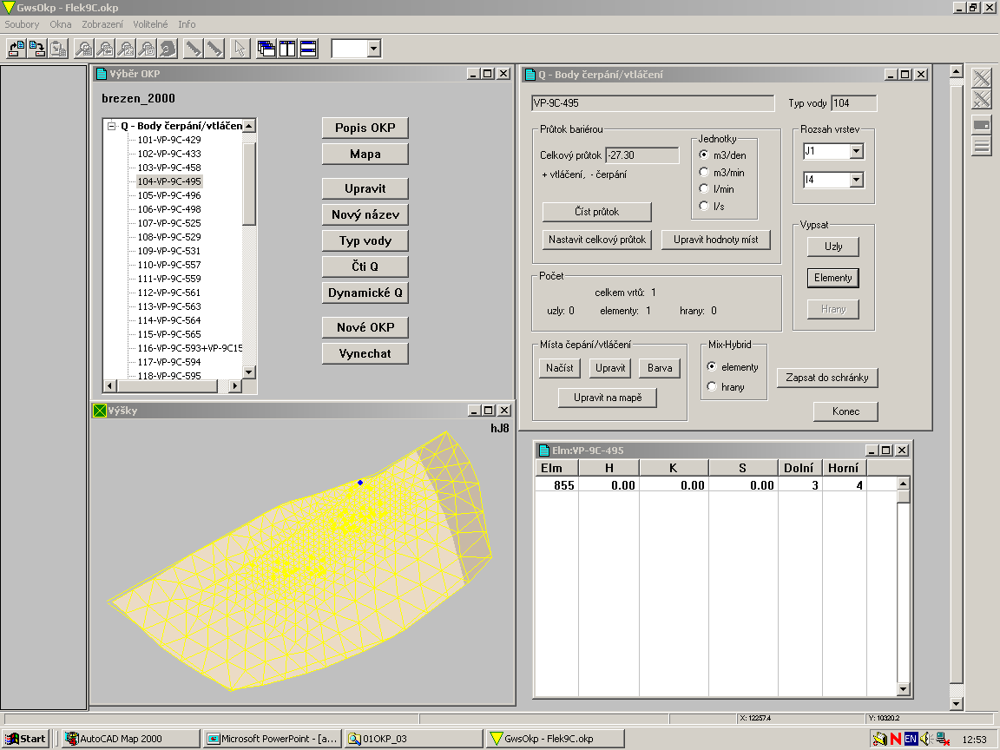 GwsOkp - Flek9C.okp
Soubory Okna Zobrazení Volitelné Info
Výběr OKP
brezen_2000
Q - Body čerpání/vtláčen
101-VP-9C-429
102-VP-9C-433
103-VP-9C-458
104-VP-9C-495
105-VP-9C-496
106-VP-9C-498
107-VP-9C-525
108-VP-9C-529
109-VP-9C-531
110-VP-9C-557
111-VP-9C-559
112-VP-9C-561
113-VP-9C-563
114-VP-9C-564
115-VP-9C-565
116-VP-9C-593+VP-9C15
117-VP-9C-594
118-VP-9C-595
Popis OKP
Mapa
Upravit
Nový název
Typ vody
Čti Q
Dynamické Q
Nové OKP
Vynechat
Q - Body čerpání/vtláčení
VP-9C-495 Typ vody 104
Průtok bariérou
Celkový průtok -27.30
+ vtláčení, - čerpání
Jednotky
m3/den
m3/min
l/min
l/s
Číst průtok
Nastavit celkový průtok Upravit hodnoty míst
Rozsah vrstev
J1
I4
Vypsat
Uzly
Elementy
Hrany
Počet
celkem vrtů: 1
uzly: 0 elementy: 1 hrany: 0
Místa čepání/vtláčení
Načíst Upravit Barva
Upravit na mapě
Mix-Hybrid
elementy
hrany
Zapsat do schránky
Konec
Výšky
hJ8
Elm:VP-9C-495
Elm H K S Dolní Horní
855 0.00 0.00 0.00 3 4
X: 12257.4 Y: 10320.2
Start AutoCAD Map 2000 Microsoft PowerPoint - [a... 01OKP_03 GwsOkp - Flek9C.okp N EN 12:53